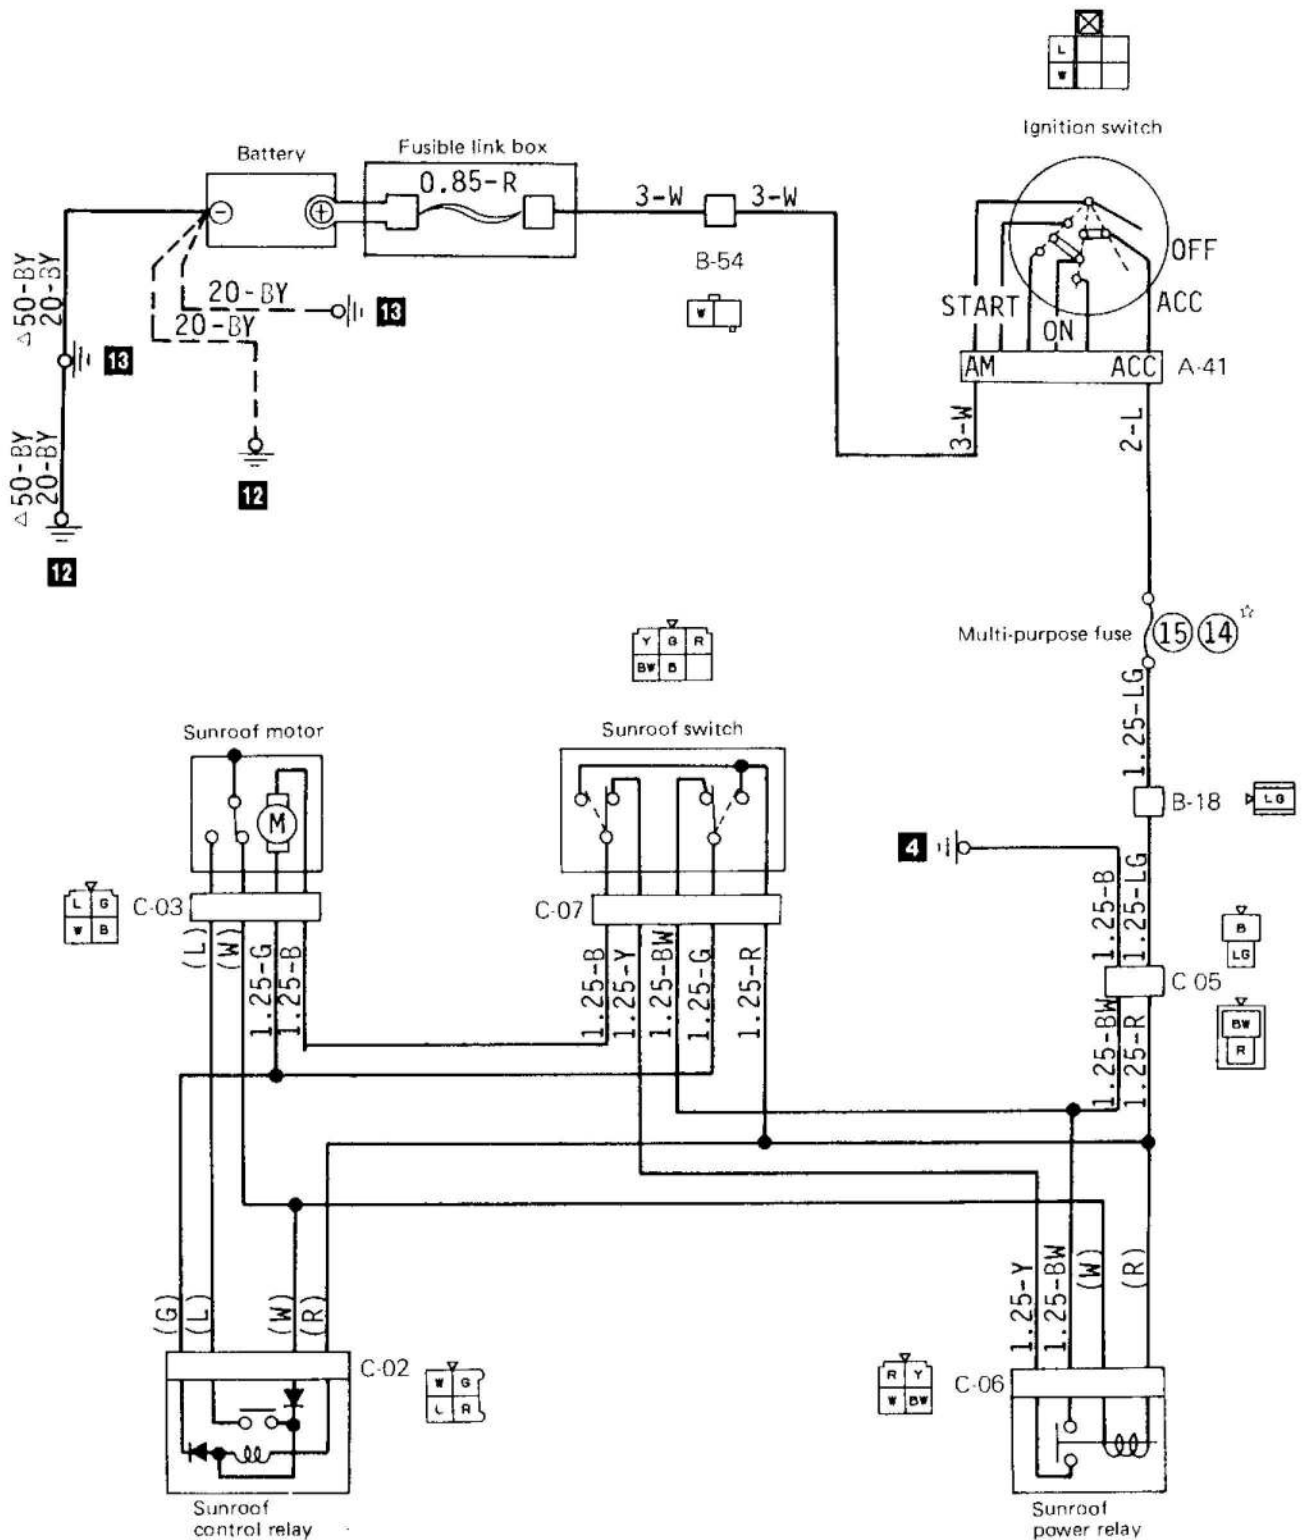 L
W
Ignition switch
Battery
Fusible link box
0.85-R
3-W
3-W
B-54
W
OFF
ACC
START
ON
AM
ACC
A-41
20-BY
13
20-BY
12
△50-BY
20-BY
13
△50-BY
20-BY
12
3-W
2-L
Multi-purpose fuse
15 14 ☆
1.25-LG
B-18
LG
4
1.25-B
1.25-LG
C-05
B
LG
BW
R
1.25-BW
1.25-R
Y G R
BW B
Sunroof motor
Sunroof switch
M
L G
W B
C-03
C-07
(L)
(W)
1.25-G
1.25-B
1.25-B
1.25-Y
1.25-BW
1.25-G
1.25-R
(G)
(L)
(W)
(R)
1.25-Y
1.25-BW
(W)
(R)
C-02
W G
L R
R Y
W BW
C-06
Sunroof
control relay
Sunroof
power relay